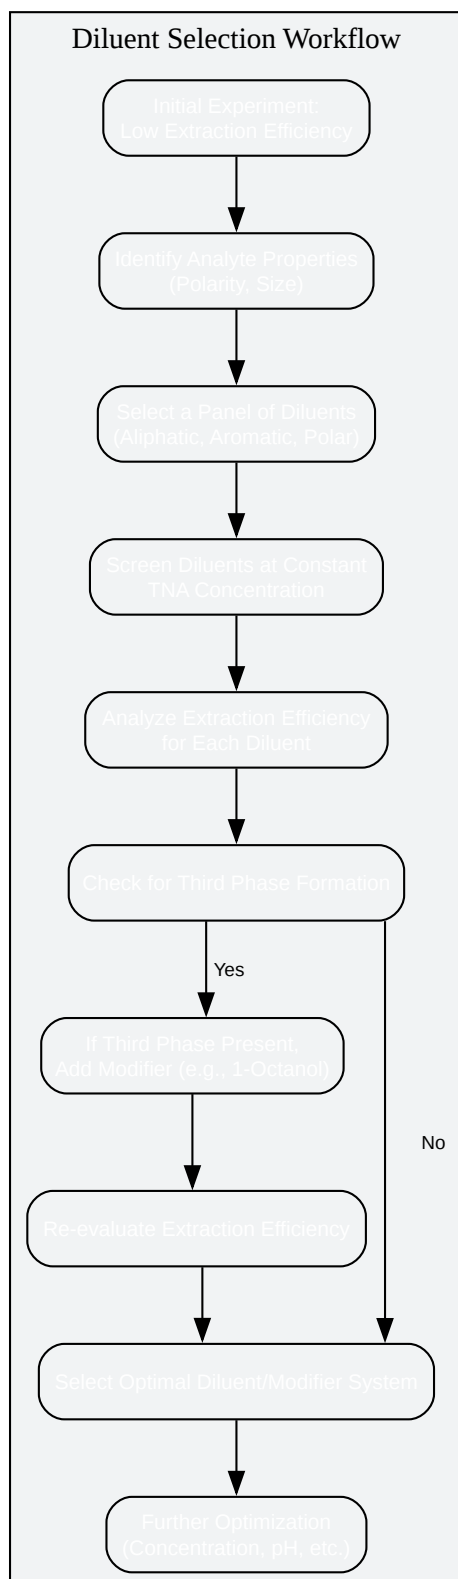 Diluent Selection Workflow
Initial Experiment:
Low Extraction Efficiency
Identify Analyte Properties
(Polarity, Size)
Select a Panel of Diluents
(Aliphatic, Aromatic, Polar)
Screen Diluents at Constant
TNA Concentration
Analyze Extraction Efficiency
for Each Diluent
Check for Third Phase Formation
Yes
If Third Phase Present,
Add Modifier (e.g., 1-Octanol)
No
Re-evaluate Extraction Efficiency
Select Optimal Diluent/Modifier System
Further Optimization
(Concentration, pH, etc.)